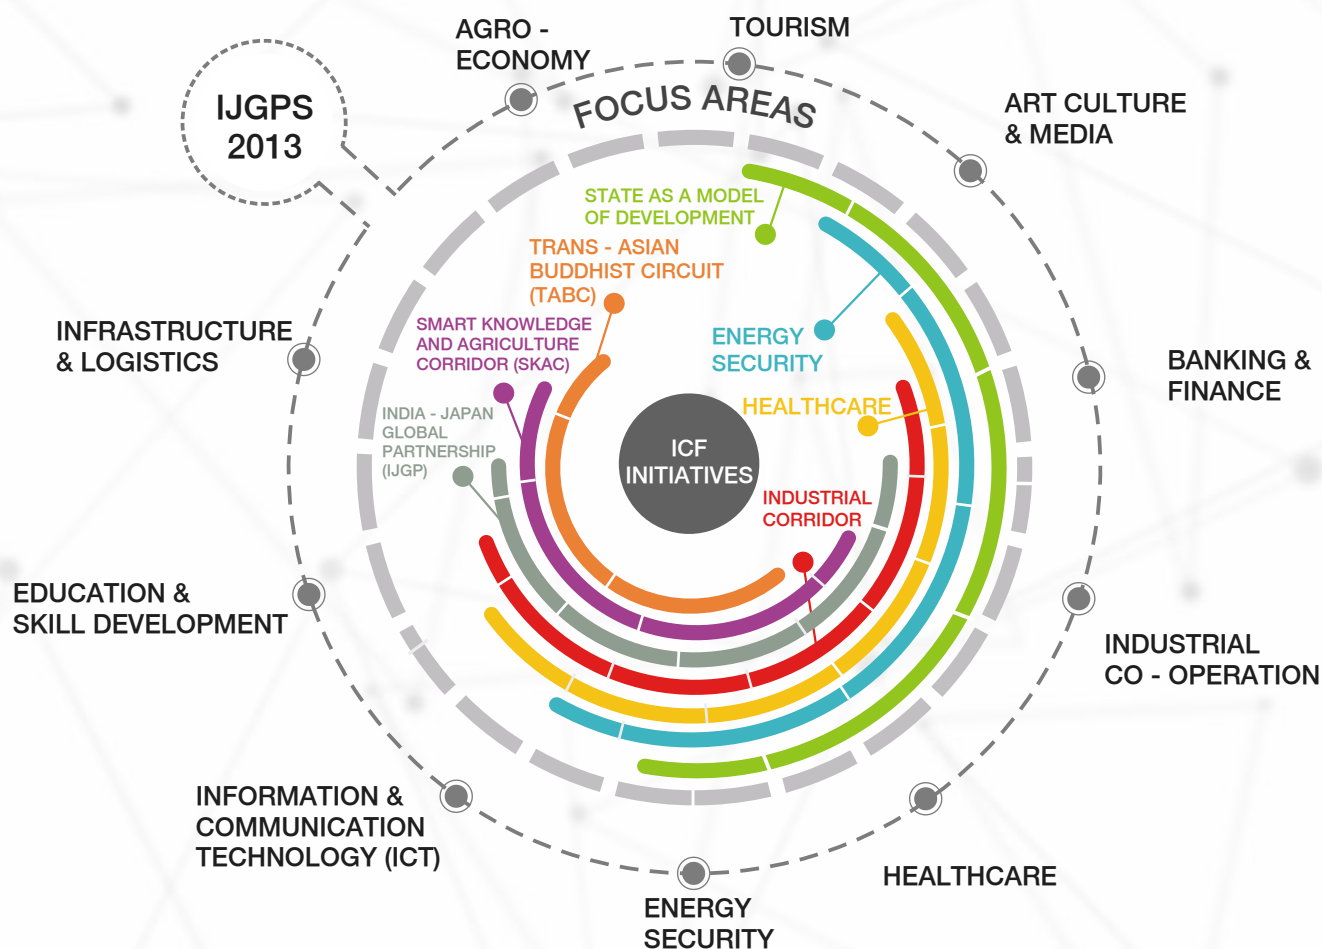 AGRO -
ECONOMY
TOURISM
IJGPS
2013
FOCUS AREAS
ART CULTURE
& MEDIA
STATE AS A MODEL
OF DEVELOPMENT
TRANS - ASIAN
BUDDHIST CIRCUIT
(TABC)
SMART KNOWLEDGE
AND AGRICULTURE
CORRIDOR (SKAC)
ENERGY
SECURITY
INFRASTRUCTURE
& LOGISTICS
BANKING &
FINANCE
HEALTHCARE
INDIA - JAPAN
GLOBAL
PARTNERSHIP
(IJGP)
ICF
INITIATIVES
INDUSTRIAL
CORRIDOR
EDUCATION &
SKILL DEVELOPMENT
INDUSTRIAL
CO - OPERATION
INFORMATION &
COMMUNICATION
TECHNOLOGY (ICT)
HEALTHCARE
ENERGY
SECURITY